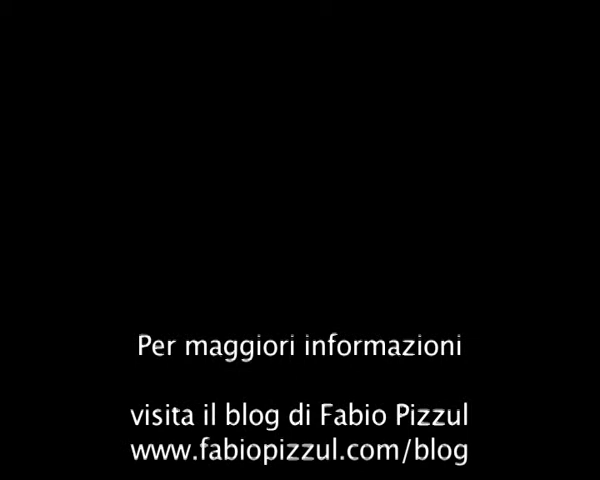 Per maggiori informazioni
visita il blog di Fabio Pizzul
www.fabiopizzul.com/blog